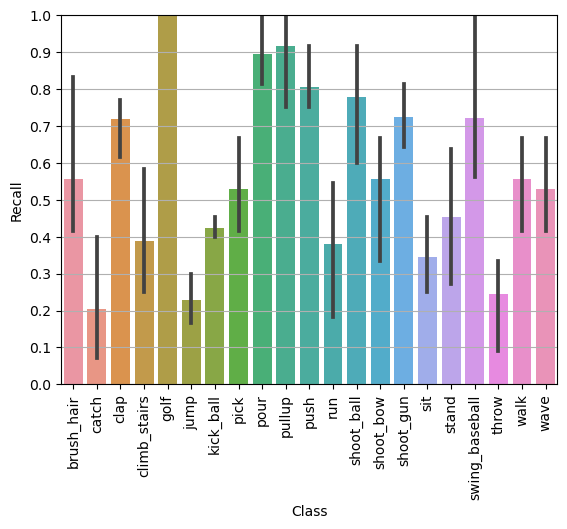 1.0
0.9
0.8
0.7
0.6
0.5
0.4
0.3
0.2
0.1
0.0
Recall
brush_hair
catch
clap
climb_stairs
golf
jump
kick_ball
pick
pour
pullup
push
run
shoot_ball
shoot_bow
shoot_gun
sit
stand
swing_baseball
throw
walk
wave
Class